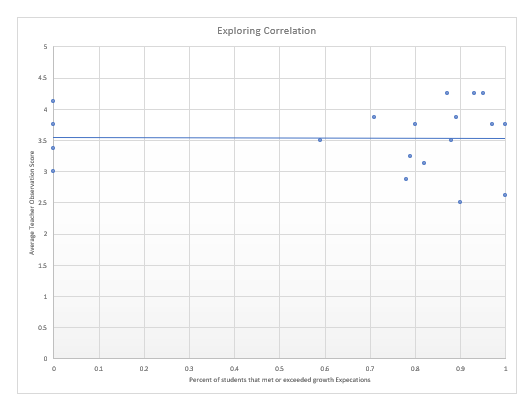 Exploring Correlation
5
4.5
4
3.5
3
2.5
2
1.5
1
0.5
0
Average Teacher Observation Score
0 0.1 0.2 0.3 0.4 0.5 0.6 0.7 0.8 0.9 1
Percent of students that met or exceeded growth Expecations